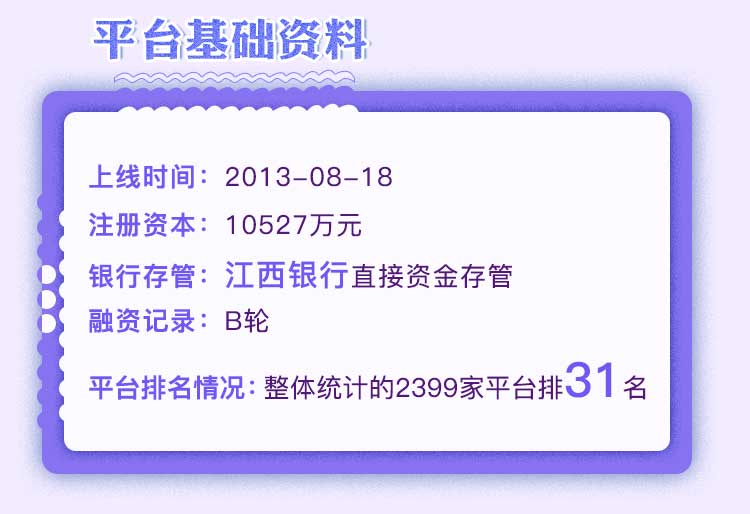 平台基础资料
上线时间：2013-08-18
注册资本：10527万元
银行存管：江西银行直接资金存管
融资记录：B轮
平台排名情况：整体统计的2399家平台排31名